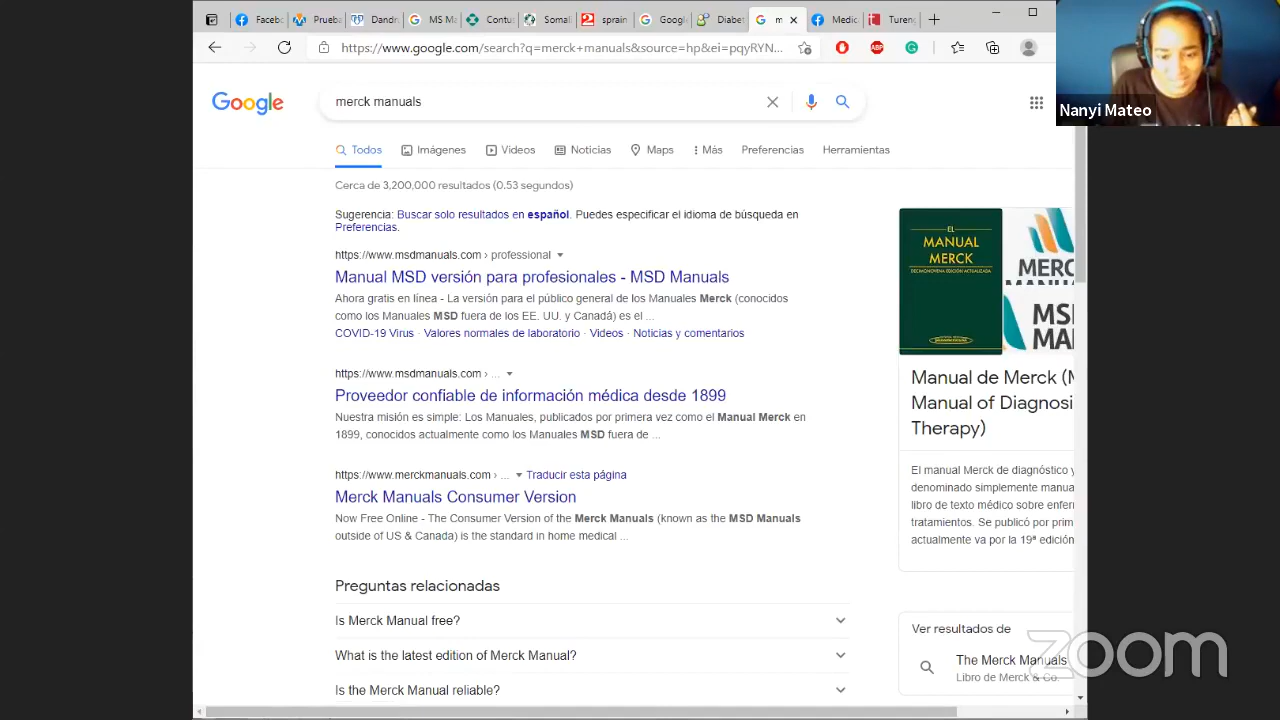 Faceb
Prueba
Dandr
MS Ma
Contus
Somali
sprain
Googl
Diabet
m
Medic
Tureng
https://www.google.com/search?q=merck+manuals&source=hp&ei=pqyRYN...
ABP
Nanyi Mateo
Google
merck manuals
Todos
Imágenes
Videos
Noticias
Maps
Más
Preferencias
Herramientas
Cerca de 3,200,000 resultados (0.53 segundos)
Sugerencia: Buscar solo resultados en español. Puedes especificar el idioma de búsqueda en
Preferencias.
https://www.msdmanuals.com › professional
Manual MSD versión para profesionales - MSD Manuals
Ahora gratis en línea - La versión para el público general de los Manuales Merck (conocidos
como los Manuales MSD fuera de los EE. UU. y Canadá) es el ...
COVID-19 Virus · Valores normales de laboratorio · Videos · Noticias y comentarios
https://www.msdmanuals.com › ...
Proveedor confiable de información médica desde 1899
Nuestra misión es simple: Los Manuales, publicados por primera vez como el Manual Merck en
1899, conocidos actualmente como los Manuales MSD fuera de ...
https://www.merckmanuals.com › ... Traducir esta página
Merck Manuals Consumer Version
Now Free Online - The Consumer Version of the Merck Manuals (known as the MSD Manuals
outside of US & Canada) is the standard in home medical ...
Preguntas relacionadas
Is Merck Manual free?
What is the latest edition of Merck Manual?
Is the Merck Manual reliable?
EL
MANUAL
MERCK
DECIMONOVENA EDICIÓN ACTUALIZADA
MERC
MANUA
MS
MA
Manual de Merck (M
Manual of Diagnosi
Therapy)
El manual Merck de diagnóstico y
denominado simplemente manua
libro de texto médico sobre enfer
tratamientos. Se publicó por prim
actualmente va por la 19ª edición
Ver resultados de
The Merck Manuals
Libro de Merck & Co.
zoom